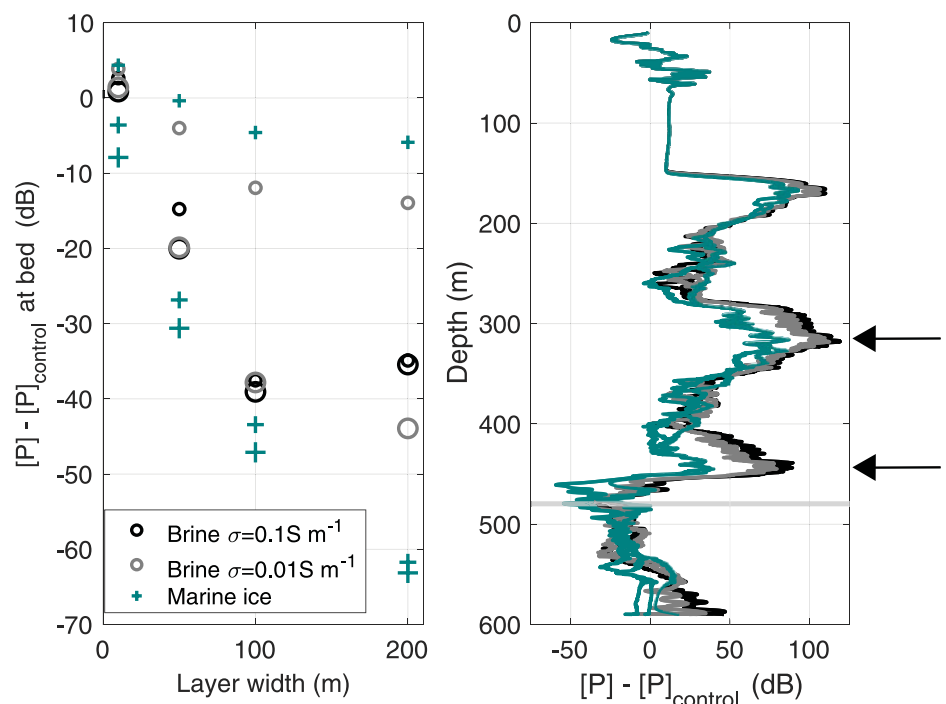 10
0
-10
-20
-30
-40
-50
-60
-70
[P] - [P]control at bed (dB)
Brine σ=0.1S m-1
Brine σ=0.01S m-1
Marine ice
0 100 200
Layer width (m)
0
100
200
300
400
500
600
Depth (m)
-50 0 50 100
[P] - [P]control (dB)